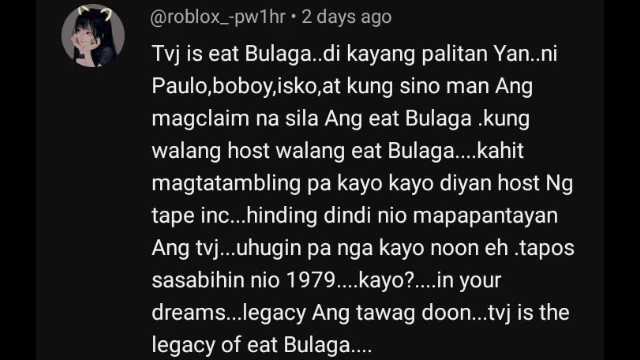 @roblox_-pw1hr • 2 days ago
Tvj is eat Bulaga..di kayang palitan Yan..ni
Paulo,boboy,isko,at kung sino man Ang
magclaim na sila Ang eat Bulaga .kung
walang host walang eat Bulaga....kahit
magtatambling pa kayo kayo diyan host Ng
tape inc...hinding dindi nio mapapantayan
Ang tvj...uhugin pa nga kayo noon eh .tapos
sasabihin nio 1979....kayo?....in your
dreams...legacy Ang tawag doon...tvj is the
legacy of eat Bulaga....